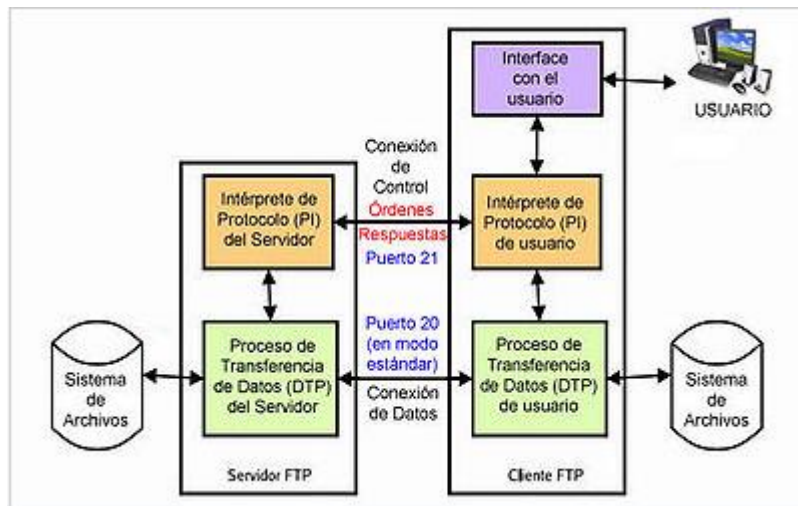 Interface
con el
usuario
USUARIO
Conexión
de
Control
Órdenes
Respuestas
Puerto 21
Intérprete de
Protocolo (PI)
del Servidor
Intérprete de
Protocolo (PI)
de usuario
Puerto 20
(en modo
estándar)
Conexión
de Datos
Sistema
de
Archivos
Proceso de
Transferencia
de Datos (DTP)
del Servidor
Proceso de
Transferencia
de Datos (DTP)
de usuario
Sistema
de
Archivos
Servidor FTP
Cliente FTP